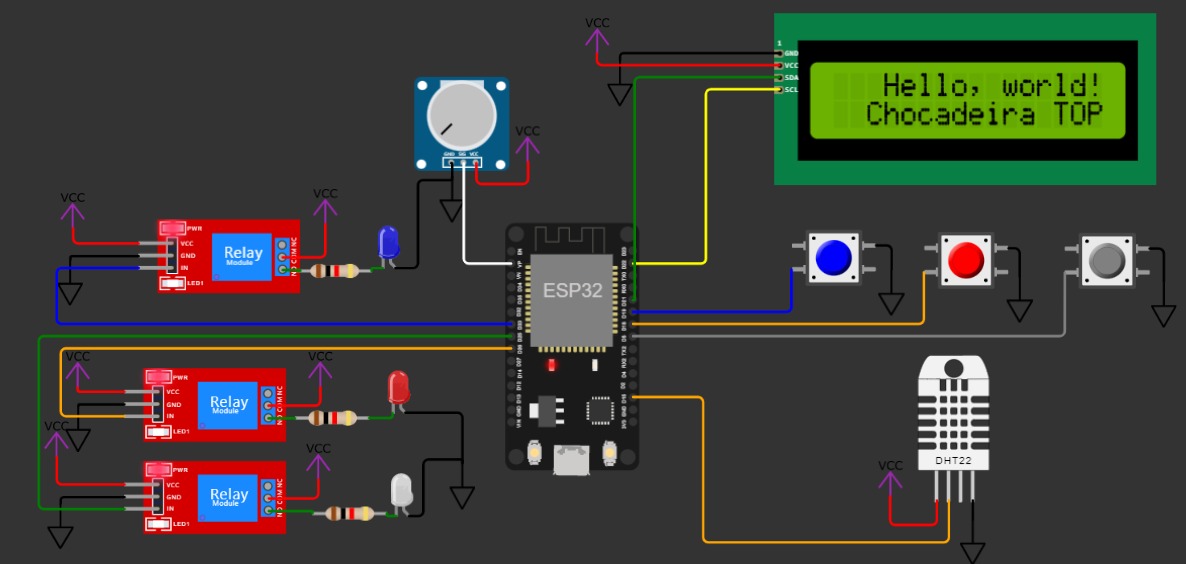 VCC
1
GND
VCC
SDA
SCL
Hello, world!
Chocadeira TOP
VCC
GND SIG VCC
VCC
VCC
PWR
VCC
GND
IN
LED1
Relay
Module
NO COM NC
ESP32
VCC
VCC
PWR
VCC
GND
IN
LED1
Relay
Module
NO COM NC
VCC
VCC
PWR
VCC
GND
IN
LED1
Relay
Module
NO COM NC
DHT22
VCC